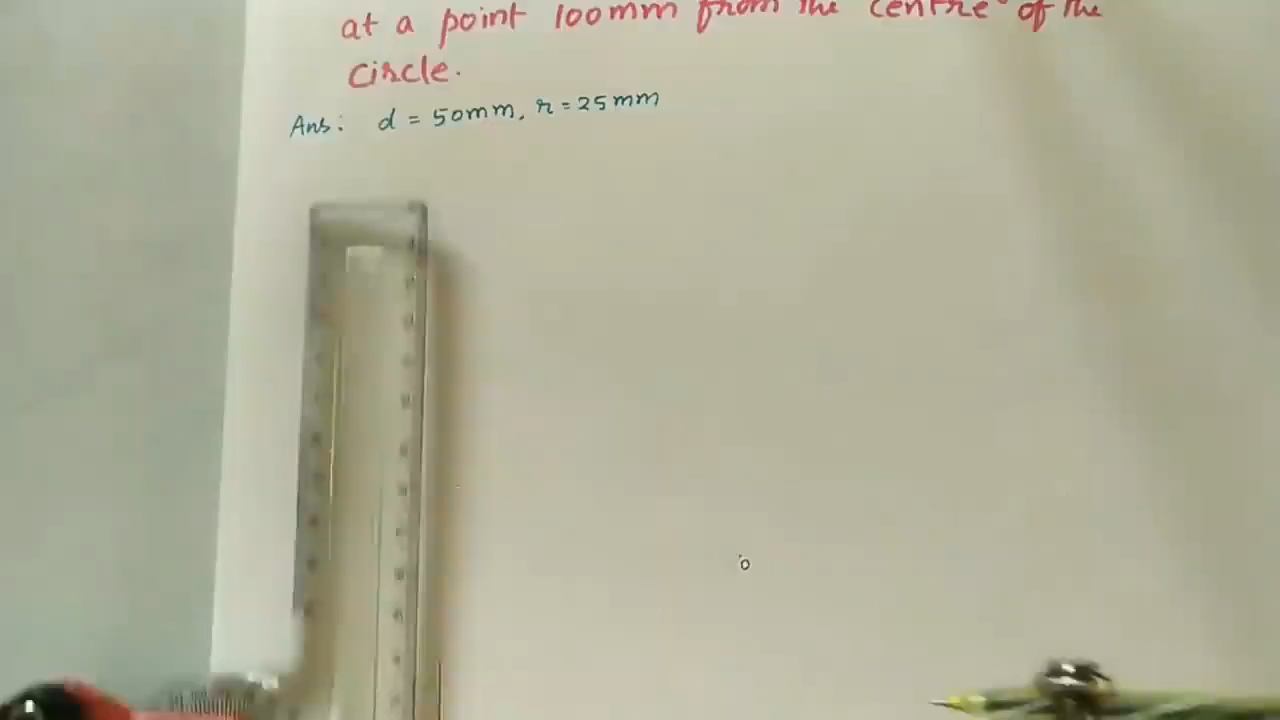 at a point 100mm from the centre of the
circle.
Ans: d = 50mm, r = 25mm
o